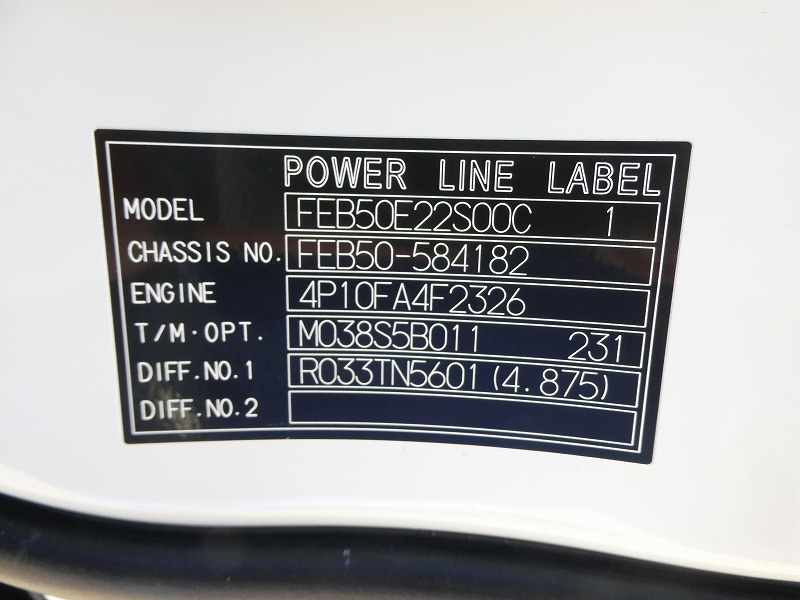 POWER LINE LABEL
MODEL FEB50E22S00C 1
CHASSIS NO. FEB50-584182
ENGINE 4P10FA4F2326
T/M·OPT. M038S5B011 231
DIFF.NO.1 R033TN5601(4.875)
DIFF.NO.2